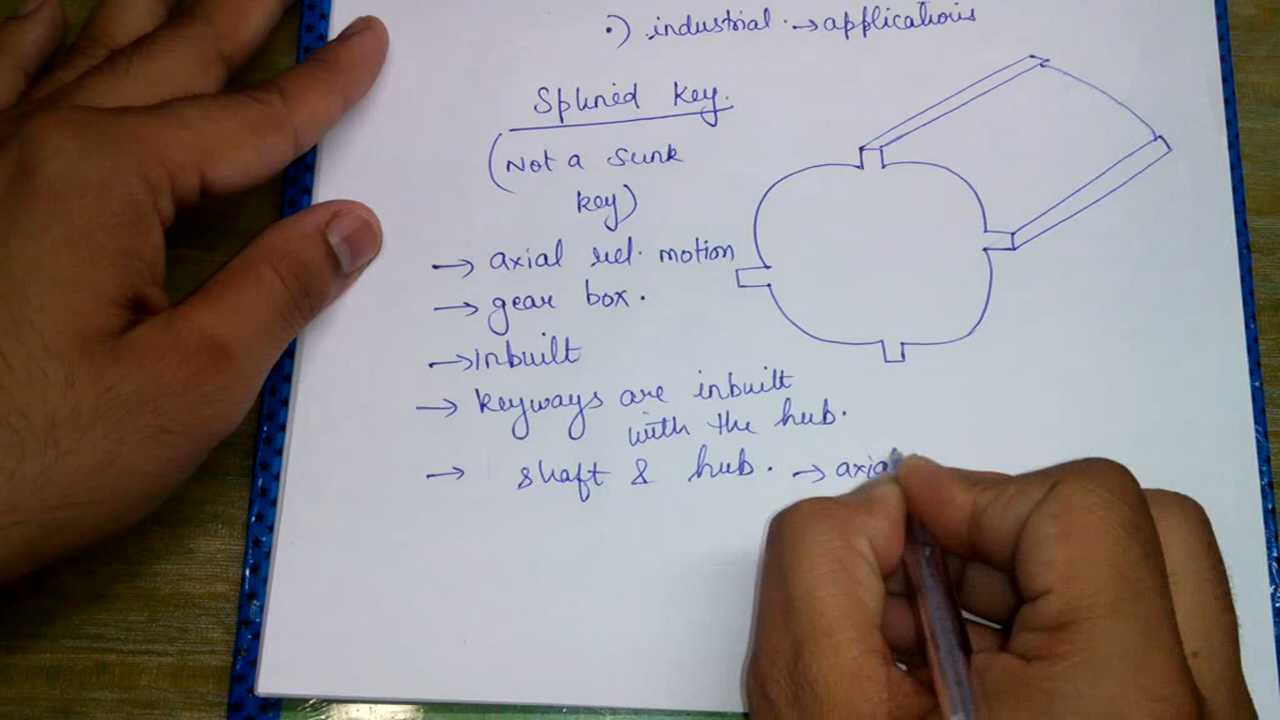 •) industrial → applications
Splined key.
(Not a sunk
key)
→ axial rel. motion
→ gear box.
→ inbuilt
→ keyways are inbuilt
with the hub.
→ shaft & hub. → axia